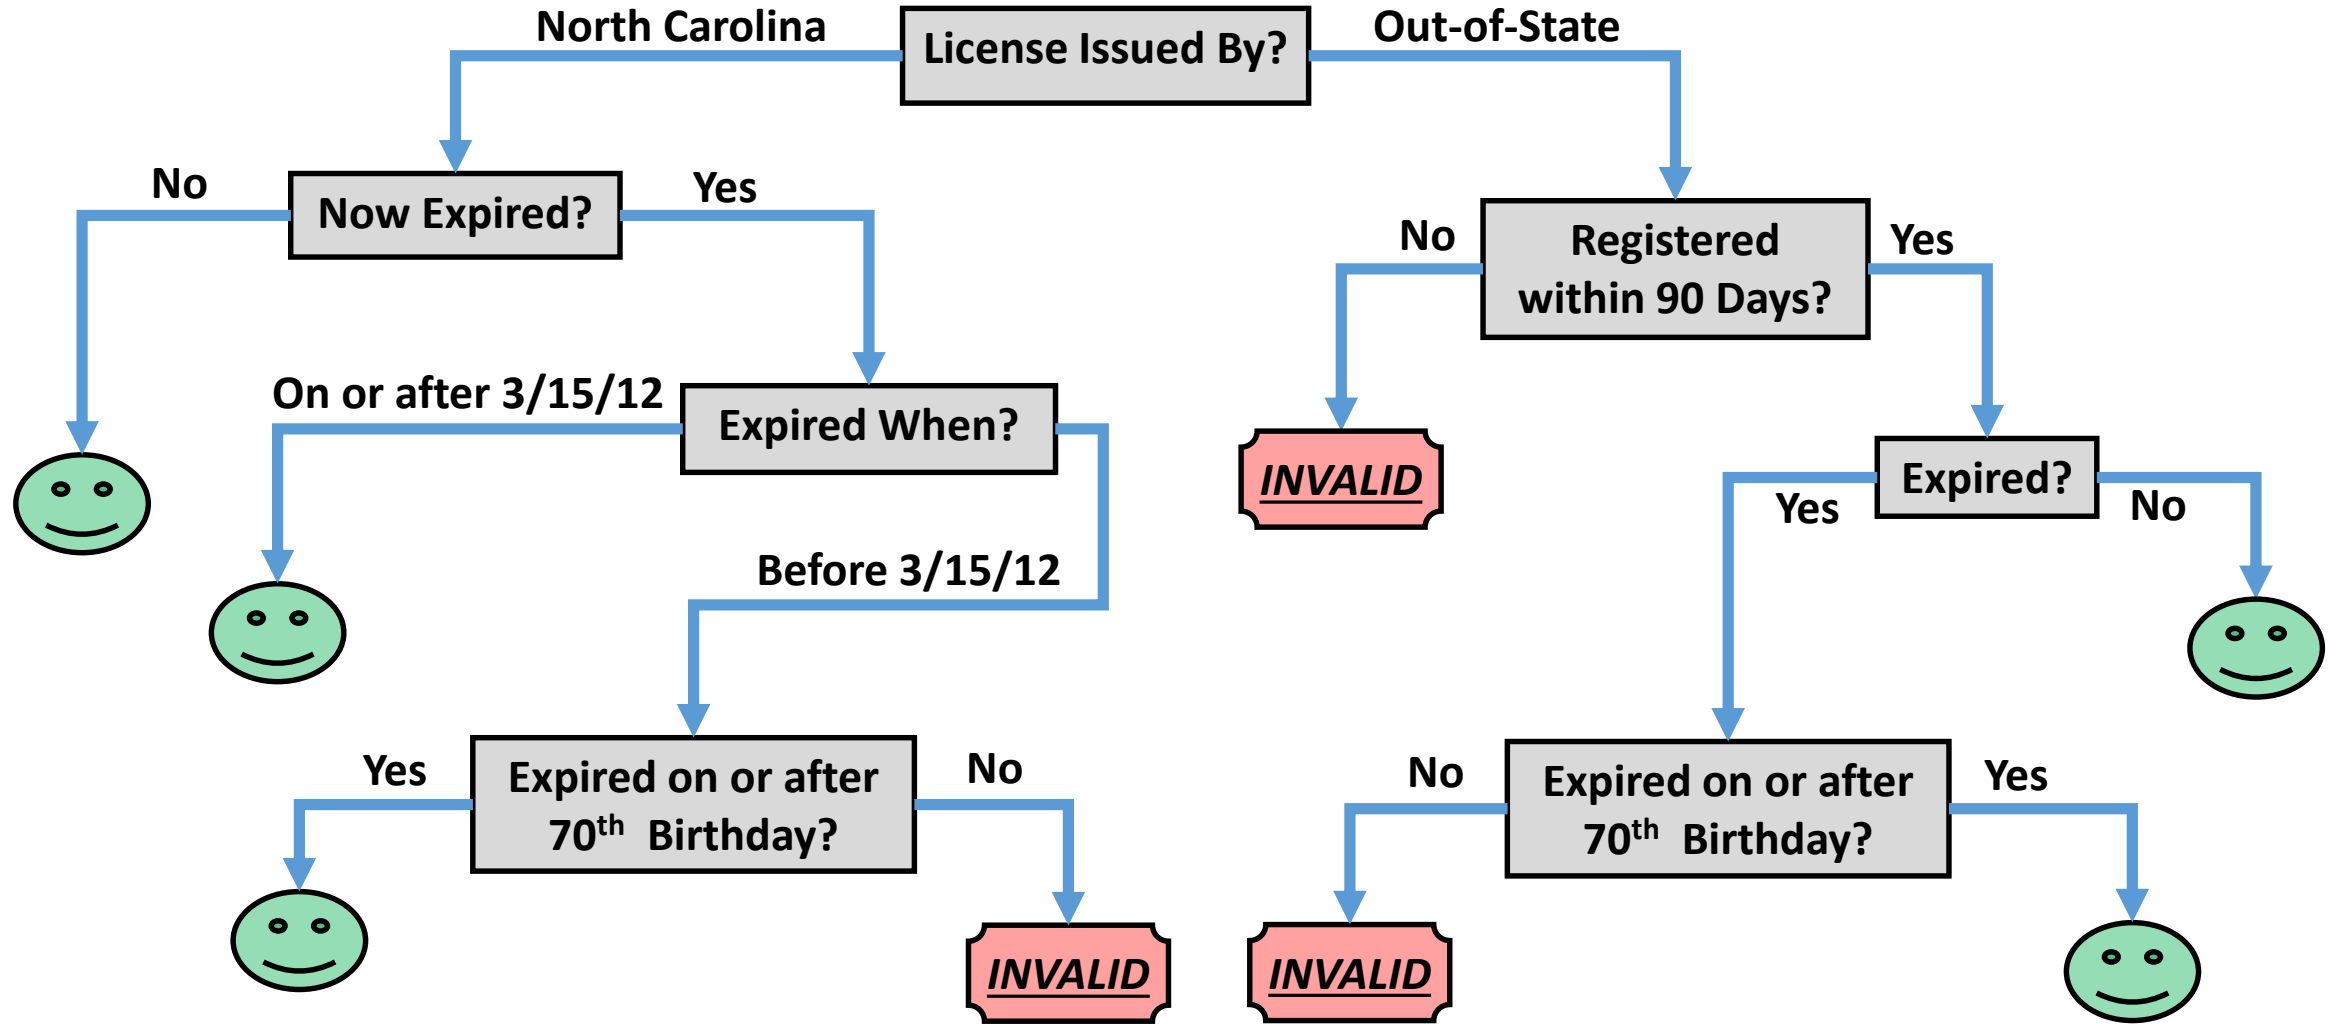 North Carolina
License Issued By?
Out-of-State
No
Now Expired?
Yes
No
Registered
within 90 Days?
Yes
On or after 3/15/12
Expired When?
INVALID
Expired?
Yes
No
Before 3/15/12
Yes
Expired on or after
70th Birthday?
No
No
Expired on or after
70th Birthday?
Yes
INVALID
INVALID